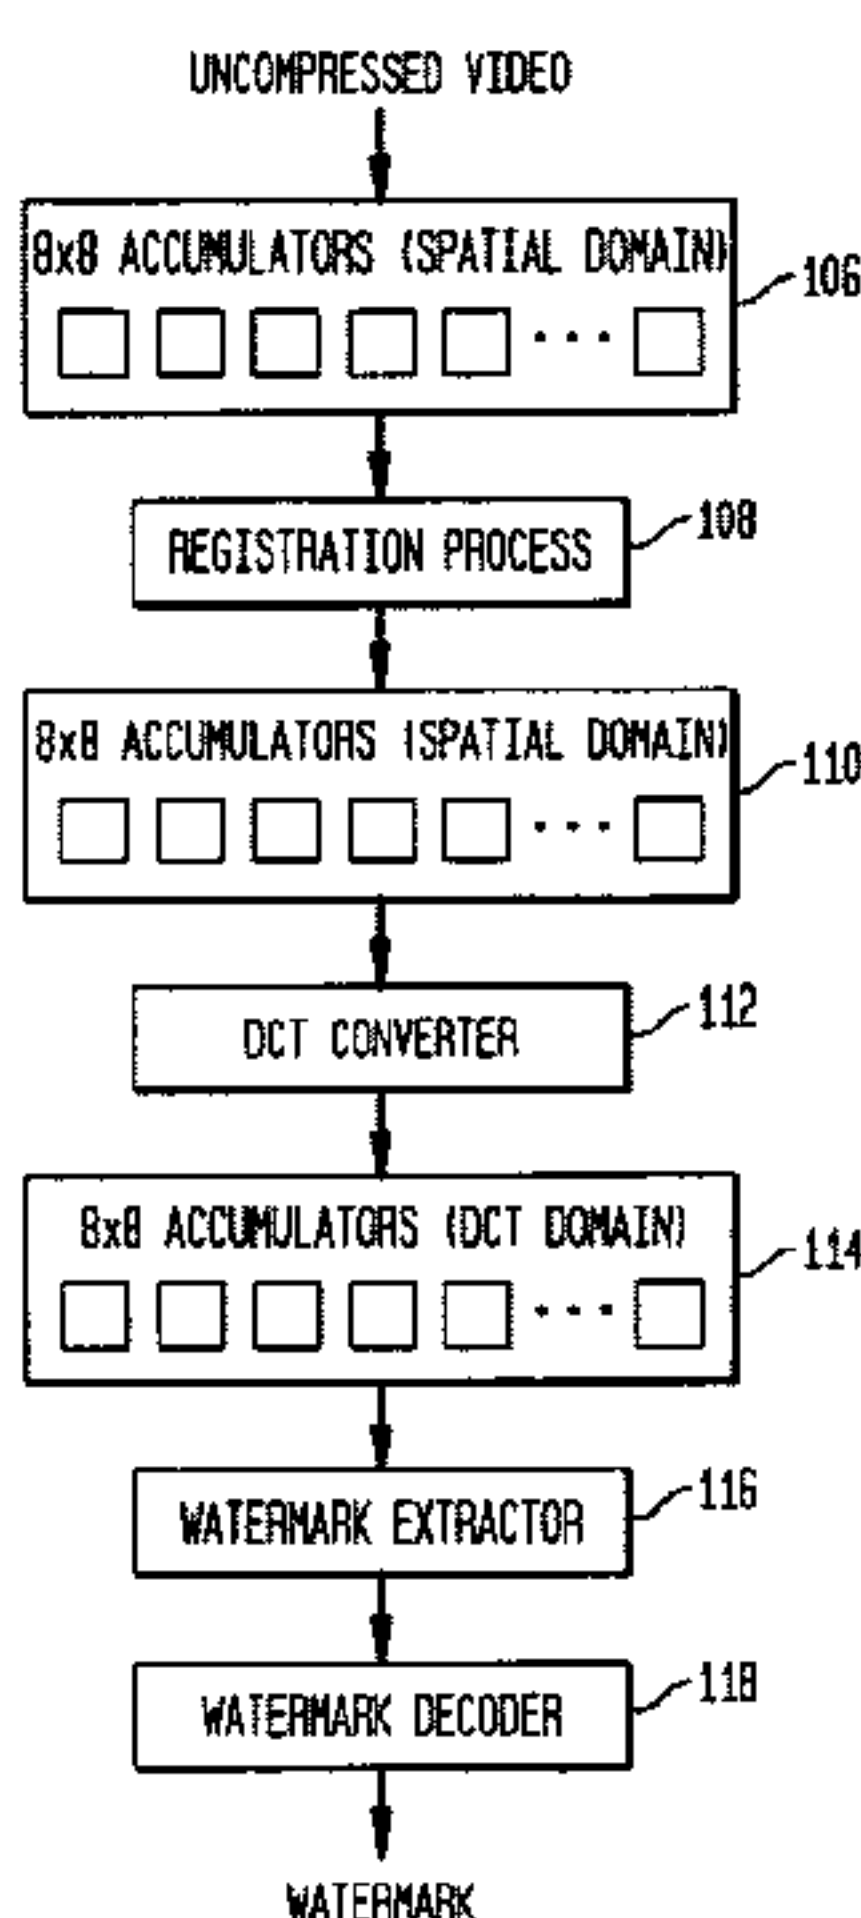 UNCOMPRESSED VIDEO
8x8 ACCUMULATORS (SPATIAL DOMAIN)
106
REGISTRATION PROCESS
108
8x8 ACCUMULATORS (SPATIAL DOMAIN)
110
DCT CONVERTER
112
8x8 ACCUMULATORS (DCT DOMAIN)
114
WATERMARK EXTRACTOR
116
WATERMARK DECODER
118
WATERMARK